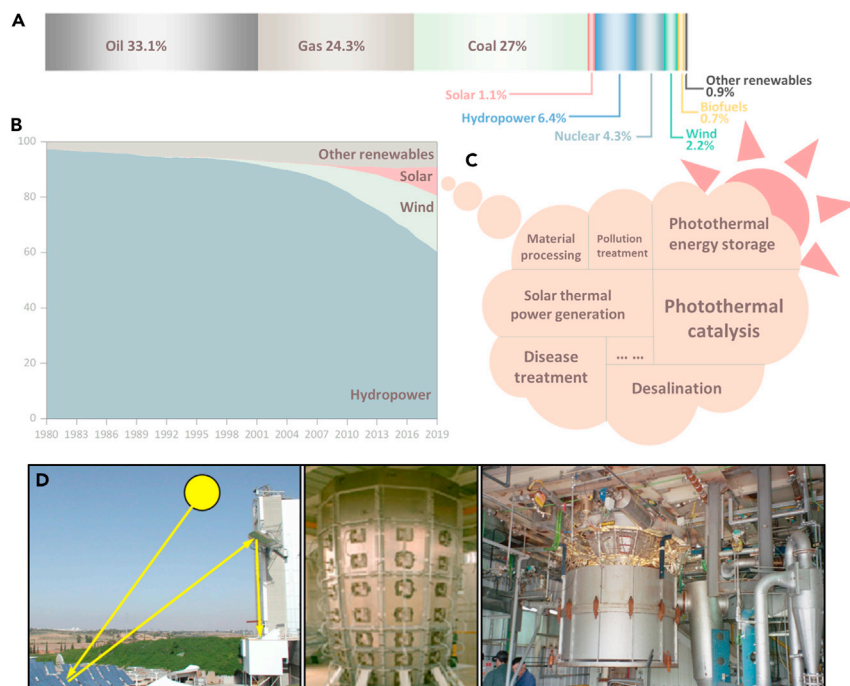 A
Oil 33.1%
Gas 24.3%
Coal 27%
Solar 1.1%
Hydropower 6.4%
Nuclear 4.3%
Wind
2.2%
Biofuels
0.7%
Other renewables
0.9%
B
100
80
60
40
20
0
Other renewables
Solar
Wind
Hydropower
1980
1983
1986
1989
1992
1995
1998
2001
2004
2007
2010
2013
2016
2019
C
Material
processing
Pollution
treatment
Photothermal
energy storage
Solar thermal
power generation
Photothermal
catalysis
Disease
treatment
... ...
Desalination
D